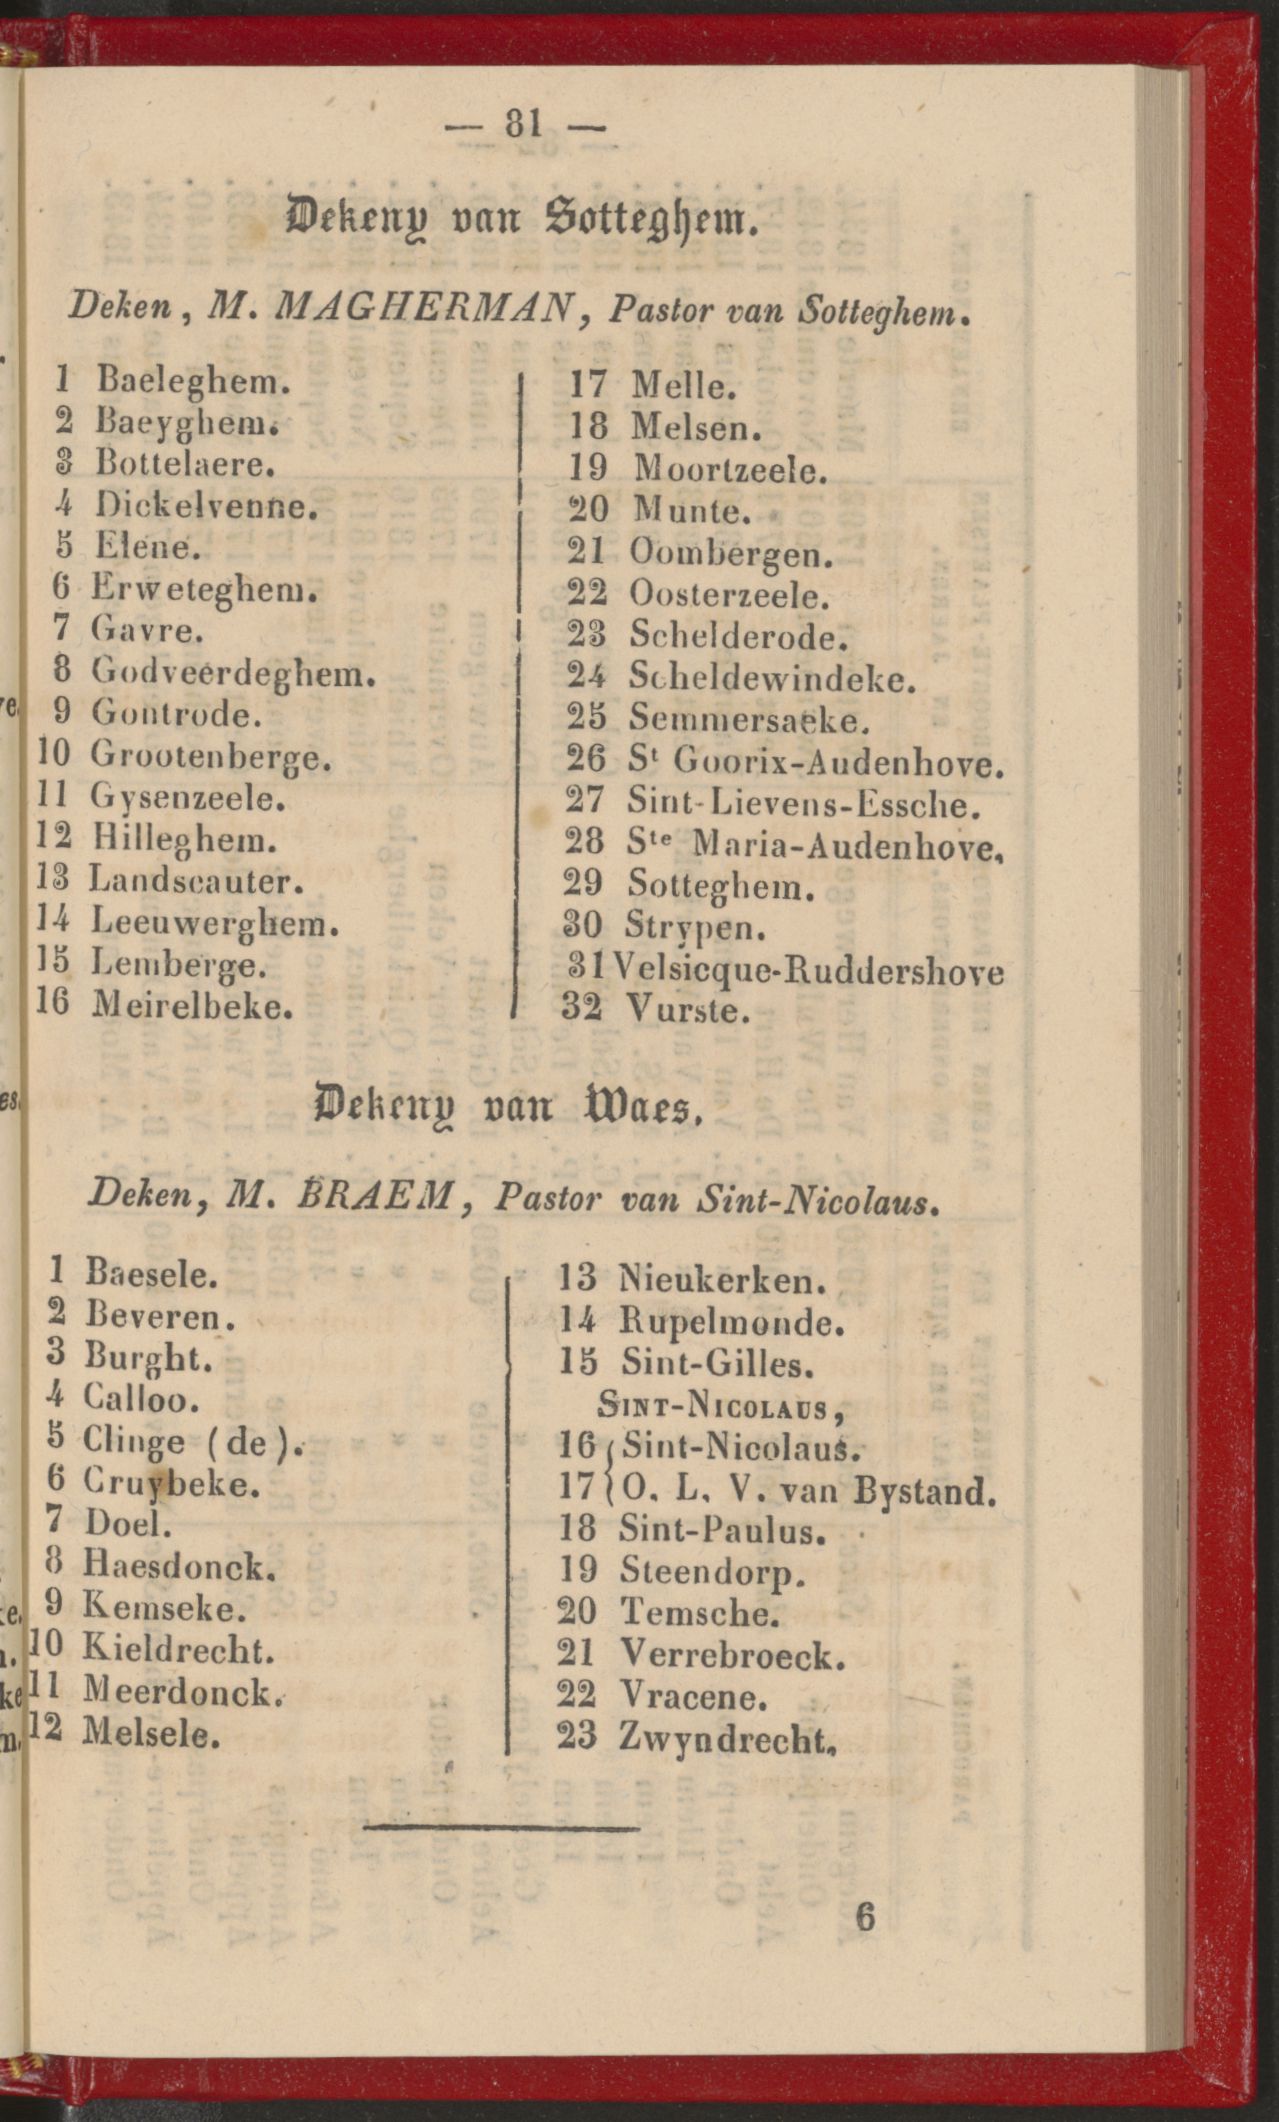 — 81 —
Dekeny van Sotteghem.
Deken, M. MAGHERMAN, Pastor van Sotteghem.
1 Baeleghem.
2 Baeyghem.
3 Bottelaere.
4 Dickelvenne.
5 Elene.
6 Erweteghem.
7 Gavre.
8 Godveerdeghem.
9 Gontrode.
10 Grootenberge.
11 Gysenzeele.
12 Hilleghem.
13 Landscauter.
14 Leeuwerghem.
15 Lemberge.
16 Meirelbeke.
17 Melle.
18 Melsen.
19 Moortzeele.
20 Munte.
21 Oombergen.
22 Oosterzeele.
23 Schelderode.
24 Scheldewindeke.
25 Semmersaeke.
26 St Goorix-Audenhove.
27 Sint-Lievens-Essche.
28 Ste Maria-Audenhove.
29 Sotteghem.
30 Strypen.
31 Velsicque-Ruddershove
32 Vurste.
Dekeny van Waes.
Deken, M. BRAEM, Pastor van Sint-Nicolaus.
1 Baesele.
2 Beveren.
3 Burght.
4 Calloo.
5 Clinge (de).
6 Cruybeke.
7 Doel.
8 Haesdonck.
9 Kemseke.
10 Kieldrecht.
11 Meerdonck.
12 Melsele.
13 Nieukerken.
14 Rupelmonde.
15 Sint-Gilles.
SINT-NICOLAUS,
16 Sint-Nicolaus.
17 O. L. V. van Bystand.
18 Sint-Paulus.
19 Steendorp.
20 Temsche.
21 Verrebroeck.
22 Vracene.
23 Zwyndrecht.
6